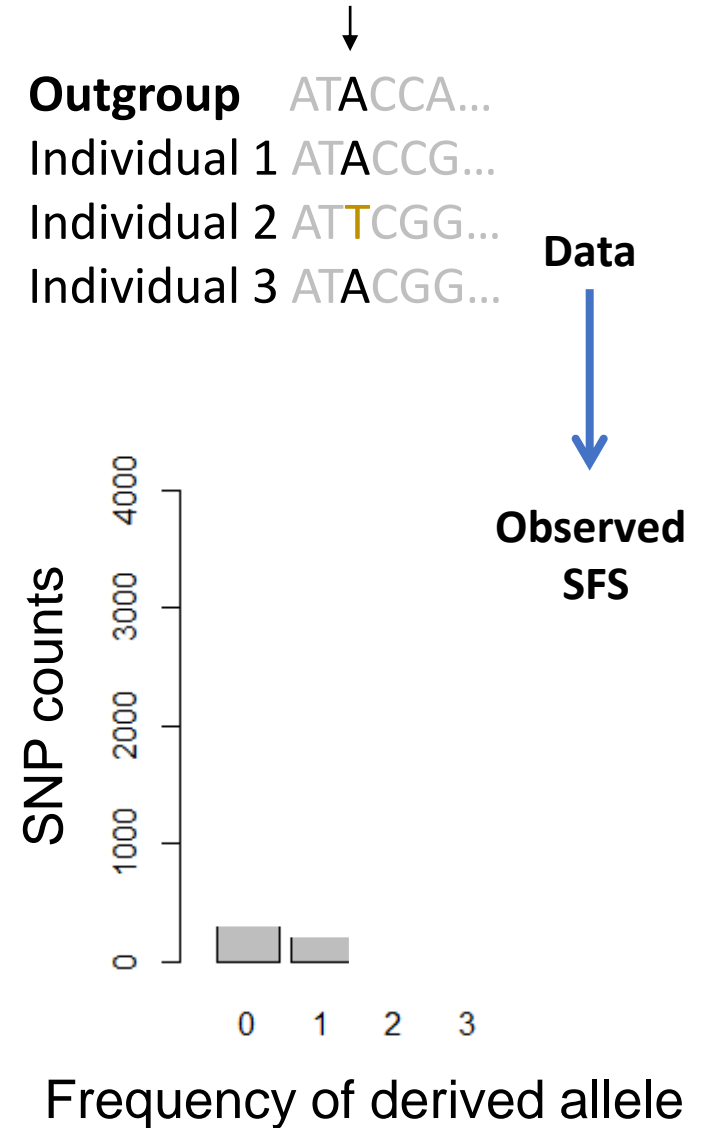 Outgroup ATACCA...
Individual 1 ATACCG...
Individual 2 ATTCGG...
Individual 3 ATACGG...
Data
Observed
SFS
SNP counts
4000
3000
2000
1000
0
0 1 2 3
Frequency of derived allele